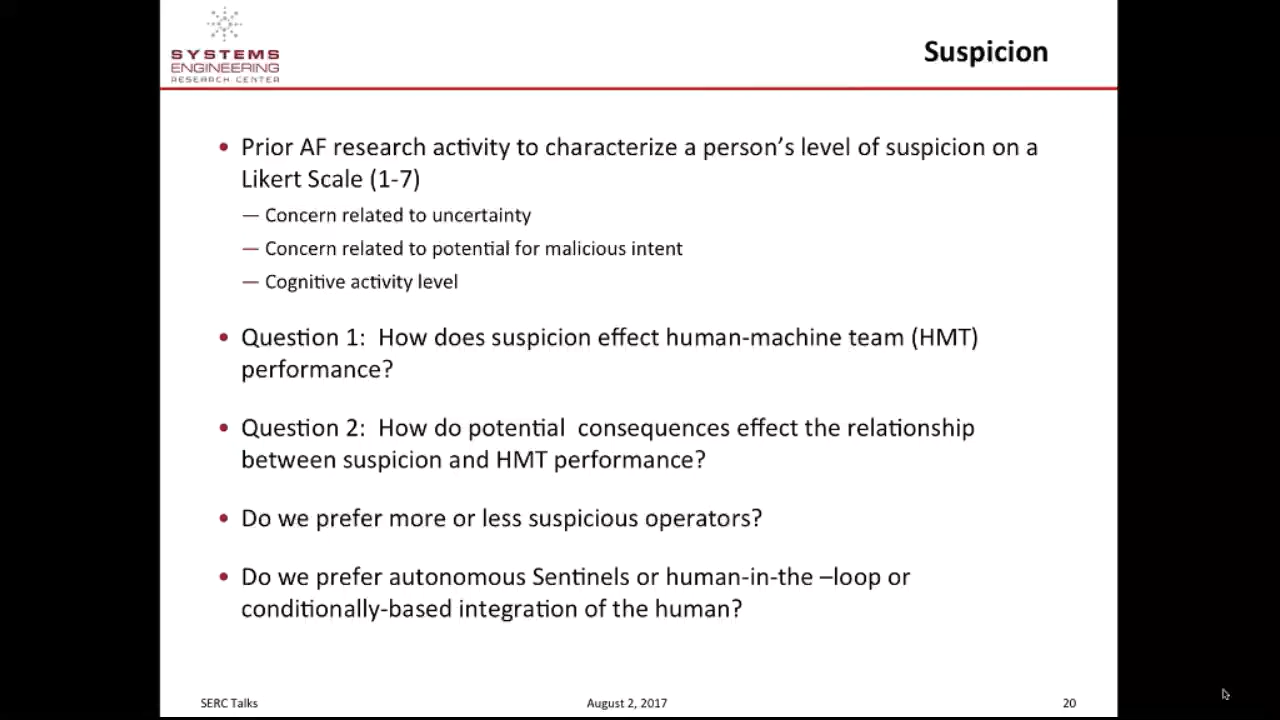 SYSTEMS
ENGINEERING
RESEARCH CENTER
Suspicion
• Prior AF research activity to characterize a person's level of suspicion on a
Likert Scale (1-7)
— Concern related to uncertainty
— Concern related to potential for malicious intent
— Cognitive activity level
• Question 1:  How does suspicion effect human-machine team (HMT)
performance?
• Question 2:  How do potential  consequences effect the relationship
between suspicion and HMT performance?
• Do we prefer more or less suspicious operators?
• Do we prefer autonomous Sentinels or human-in-the –loop or
conditionally-based integration of the human?
SERC Talks
August 2, 2017
20